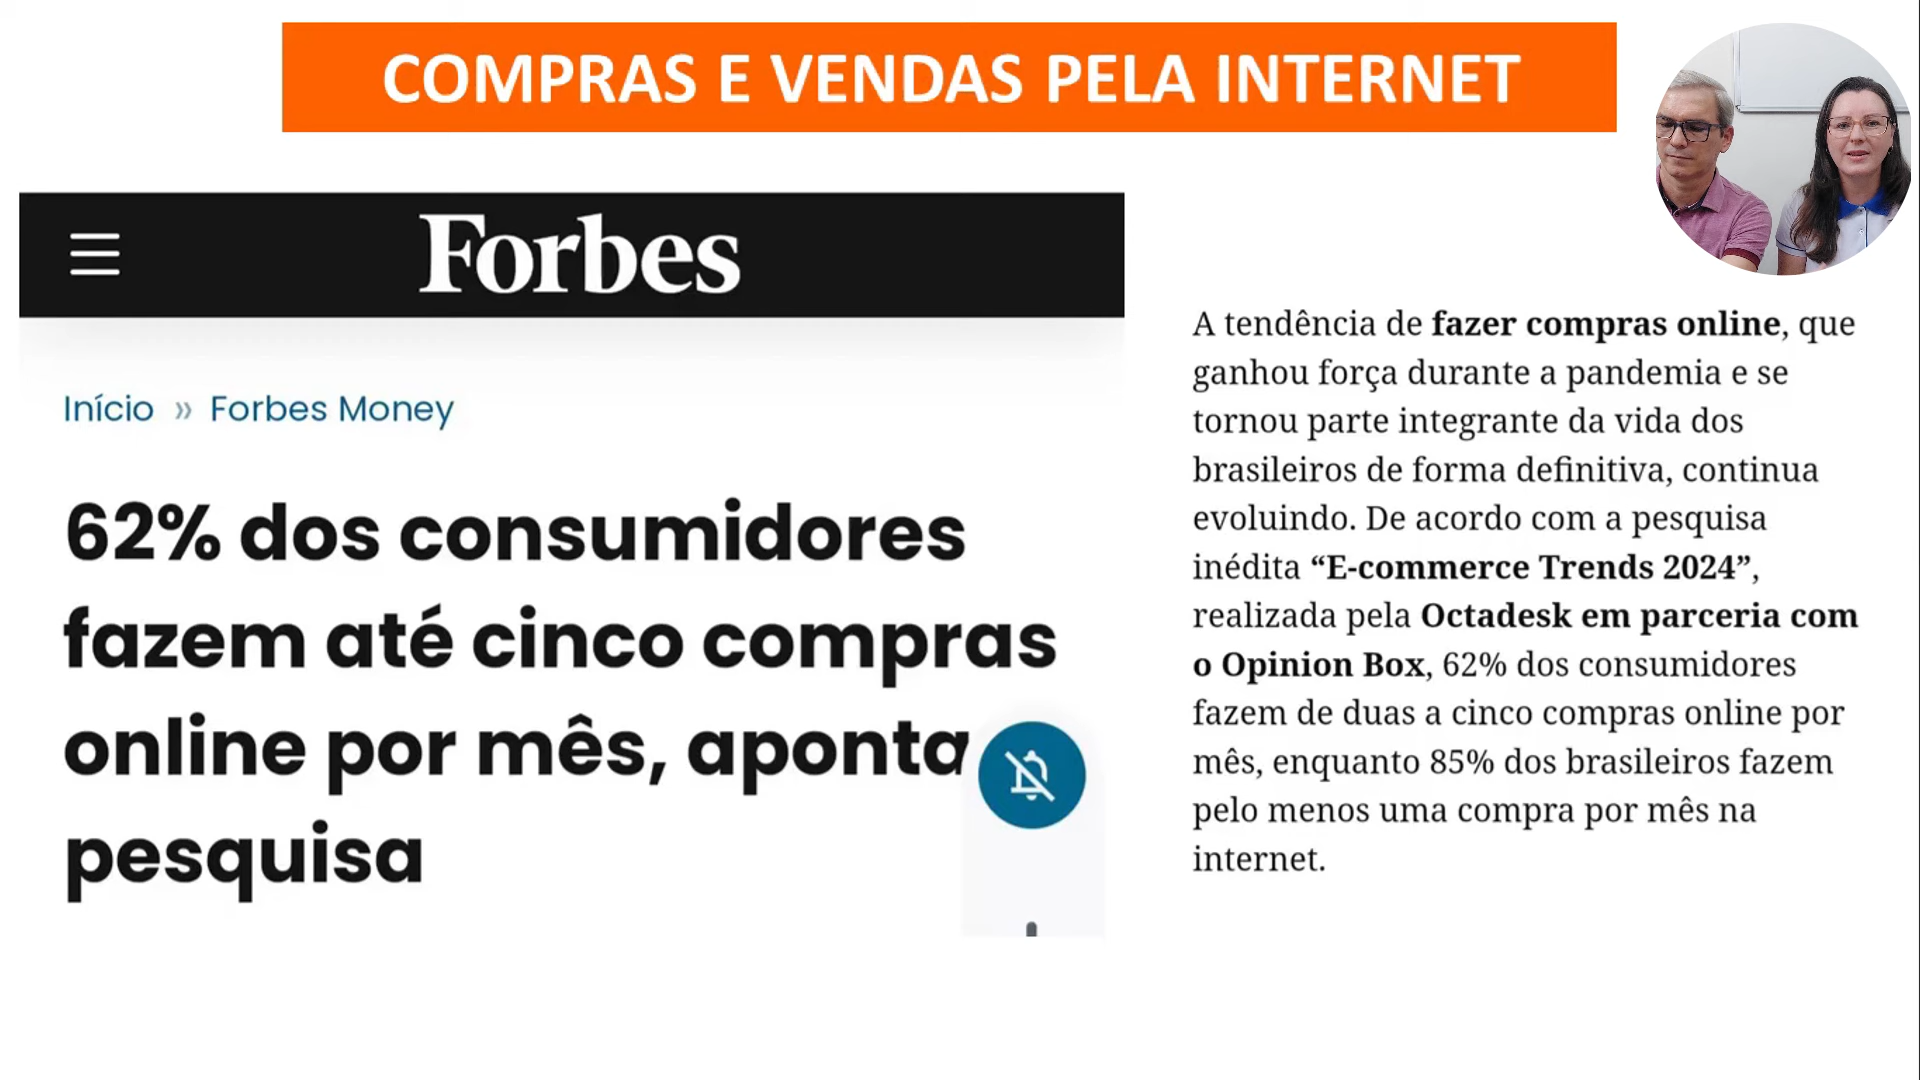 COMPRAS E VENDAS PELA INTERNET
Forbes
Início » Forbes Money
62% dos consumidores
fazem até cinco compras
online por mês, aponta
pesquisa
A tendência de fazer compras online, que
ganhou força durante a pandemia e se
tornou parte integrante da vida dos
brasileiros de forma definitiva, continua
evoluindo. De acordo com a pesquisa
inédita “E-commerce Trends 2024”,
realizada pela Octadesk em parceria com
o Opinion Box, 62% dos consumidores
fazem de duas a cinco compras online por
mês, enquanto 85% dos brasileiros fazem
pelo menos uma compra por mês na
internet.